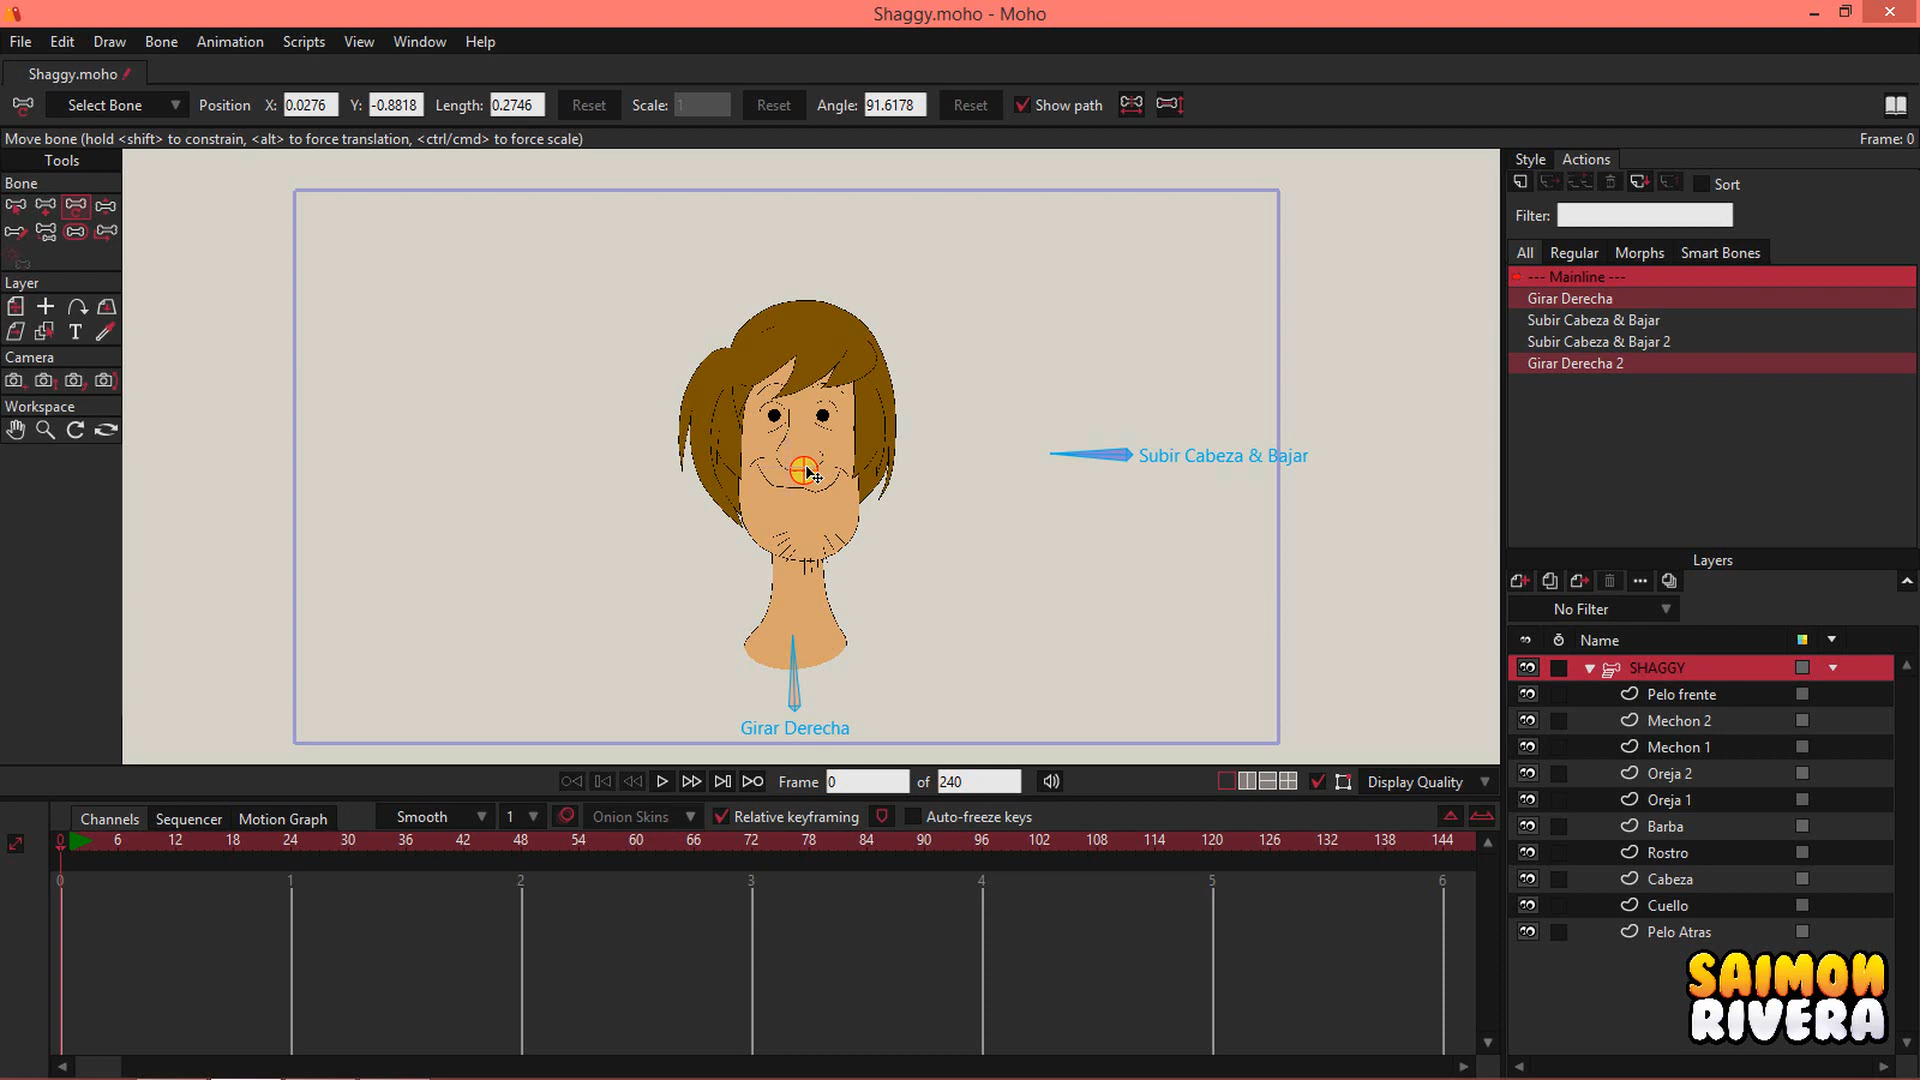 Shaggy.moho - Moho
File Edit Draw Bone Animation Scripts View Window Help
Shaggy.moho
Select Bone Position X: 0.0276 Y: -0.8818 Length: 0.2746 Reset Scale: 1 Reset Angle: 91.6178 Reset Show path
Move bone (hold <shift> to constrain, <alt> to force translation, <ctrl/cmd> to force scale) Frame: 0
Tools
Bone
Layer
T
Camera
Workspace
Subir Cabeza & Bajar
Girar Derecha
Style Actions
Sort
Filter:
All Regular Morphs Smart Bones
--- Mainline ---
Girar Derecha
Subir Cabeza & Bajar
Subir Cabeza & Bajar 2
Girar Derecha 2
Layers
No Filter
Name
SHAGGY
Pelo frente
Mechon 2
Mechon 1
Oreja 2
Oreja 1
Barba
Rostro
Cabeza
Cuello
Pelo Atras
Frame 0 of 240 Display Quality
Channels Sequencer Motion Graph Smooth 1 Onion Skins Relative keyframing Auto-freeze keys
0 6 12 18 24 30 36 42 48 54 60 66 72 78 84 90 96 102 108 114 120 126 132 138 144
0 1 2 3 4 5 6
SAIMON
RIVERA